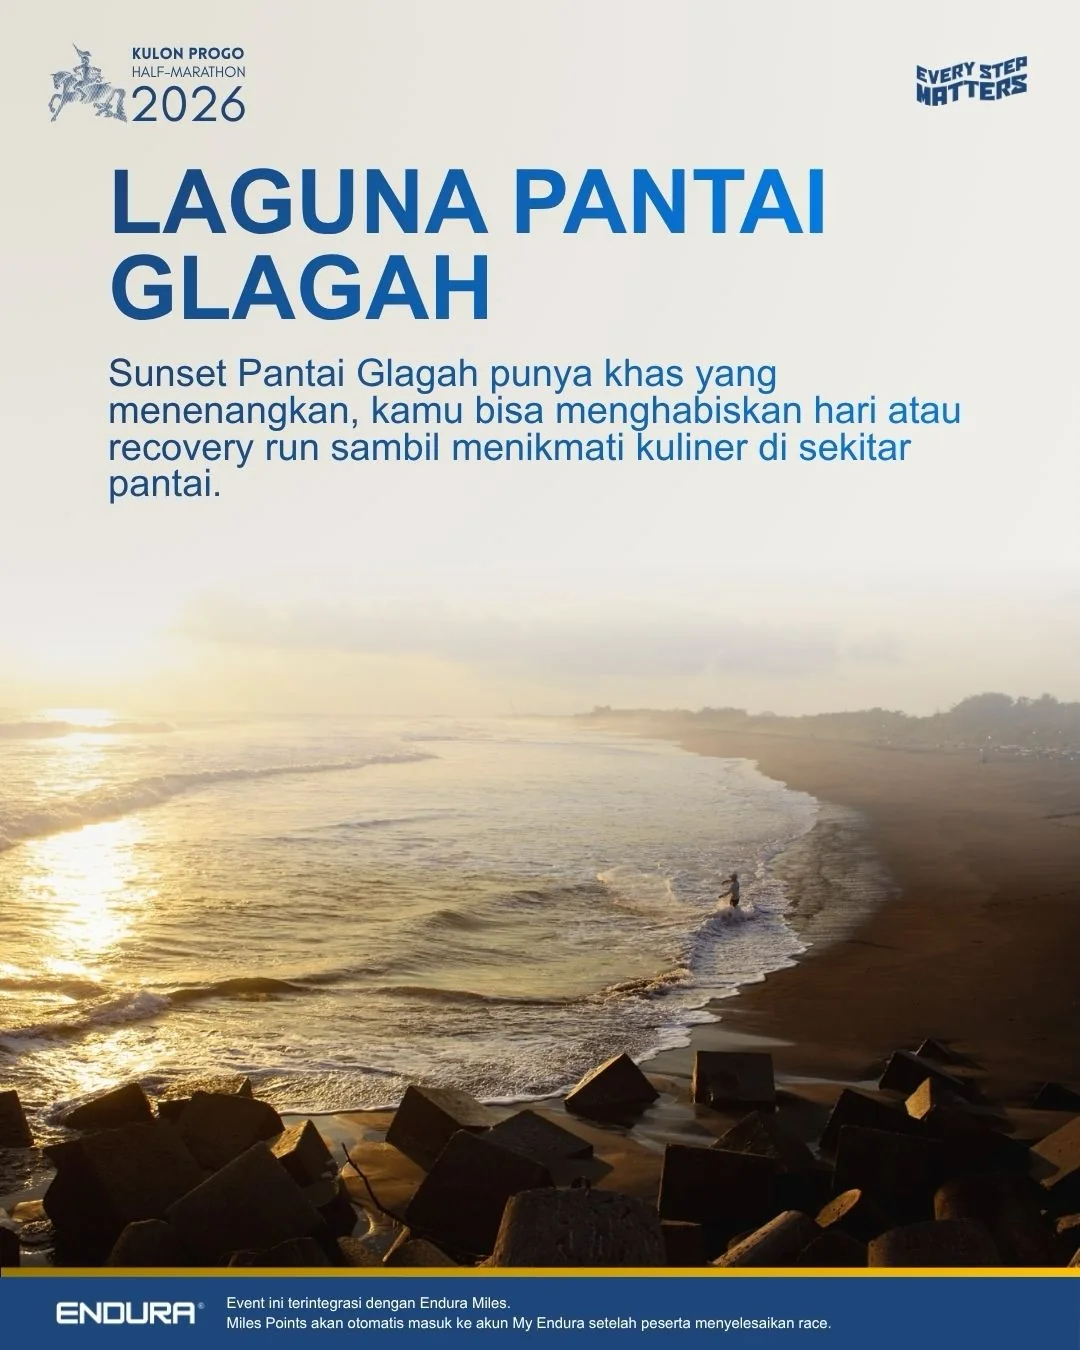 KULON PROGO
HALF-MARATHON
2026
EVERY STEP
MATTERS
LAGUNA PANTAI
GLAGAH
Sunset Pantai Glagah punya khas yang
menenangkan, kamu bisa menghabiskan hari atau
recovery run sambil menikmati kuliner di sekitar
pantai.
ENDURA®
Event ini terintegrasi dengan Endura Miles.
Miles Points akan otomatis masuk ke akun My Endura setelah peserta menyelesaikan race.